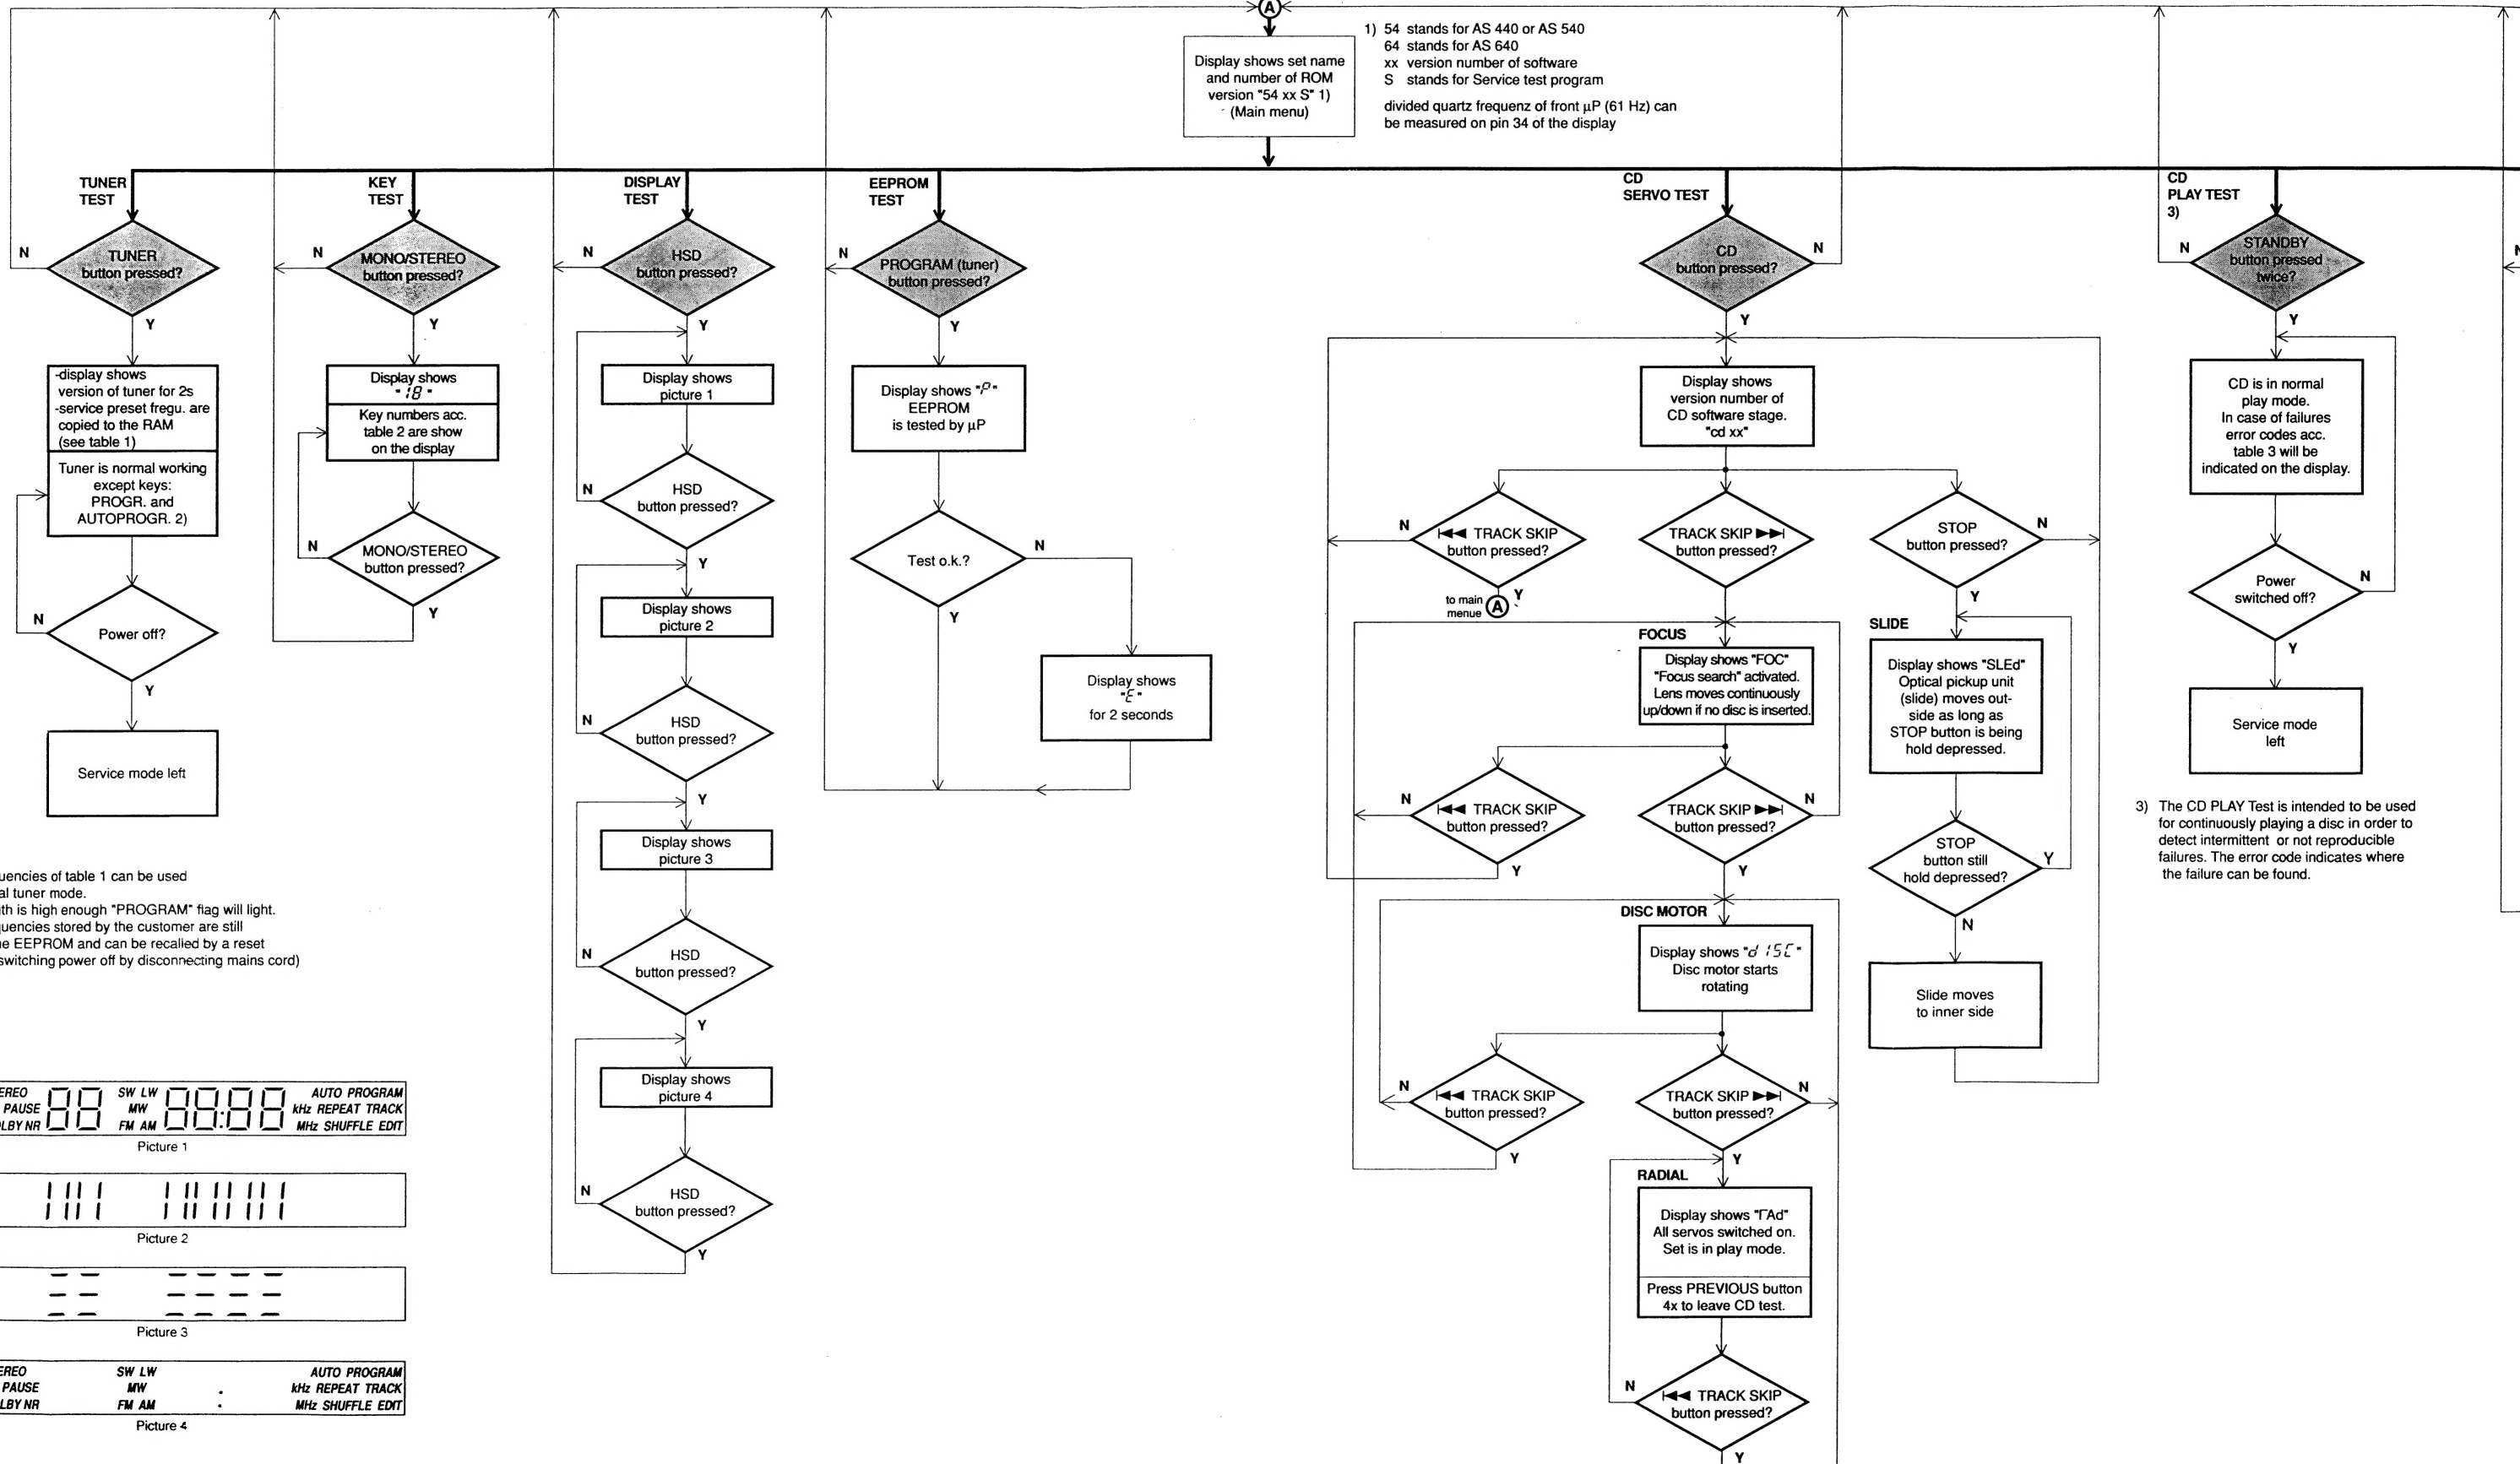 A
Display shows set name
and number of ROM
version "54 xx S" 1)
(Main menu)
1) 54 stands for AS 440 or AS 540
64 stands for AS 640
xx version number of software
S stands for Service test program
divided quartz frequenz of front µP (61 Hz) can
be measured on pin 34 of the display
TUNER
TEST
TUNER
button pressed?
N
Y
-display shows
version of tuner for 2s
-service preset frequ. are
copied to the RAM
(see table 1)
Tuner is normal working
except keys:
PROGR. and
AUTOPROGR. 2)
Power off?
N
Y
Service mode left
KEY
TEST
MONO/STEREO
button pressed?
N
Y
Display shows
"18"
Key numbers acc.
table 2 are show
on the display
MONO/STEREO
button pressed?
N
Y
DISPLAY
TEST
HSD
button pressed?
N
Y
Display shows
picture 1
HSD
button pressed?
N
Y
Display shows
picture 2
HSD
button pressed?
N
Y
Display shows
picture 3
HSD
button pressed?
N
Y
Display shows
picture 4
HSD
button pressed?
N
Y
EEPROM
TEST
PROGRAM (tuner)
button pressed?
N
Y
Display shows "P"
EEPROM
is tested by µP
Test o.k.?
N
Y
Display shows
"E"
for 2 seconds
CD
SERVO TEST
CD
button pressed?
N
Y
Display shows
version number of
CD software stage.
"cd xx"
|◀◀ TRACK SKIP
button pressed?
N
Y
to main
menue
A
TRACK SKIP ▶▶|
button pressed?
STOP
button pressed?
N
Y
FOCUS
Display shows "FOC"
"Focus search" activated.
Lens moves continuously
up/down if no disc is inserted.
|◀◀ TRACK SKIP
button pressed?
N
Y
TRACK SKIP ▶▶|
button pressed?
N
Y
DISC MOTOR
Display shows "d ISC"
Disc motor starts
rotating
|◀◀ TRACK SKIP
button pressed?
N
Y
TRACK SKIP ▶▶|
button pressed?
N
Y
RADIAL
Display shows "ΓAd"
All servos switched on.
Set is in play mode.
Press PREVIOUS button
4x to leave CD test.
|◀◀ TRACK SKIP
button pressed?
N
Y
SLIDE
Display shows "SLEd"
Optical pickup unit
(slide) moves out-
side as long as
STOP button is being
hold depressed.
STOP
button still
hold depressed?
Y
N
Slide moves
to inner side
CD
PLAY TEST
3)
STANDBY
button pressed
twice?
N
Y
CD is in normal
play mode.
In case of failures
error codes acc.
table 3 will be
indicated on the display.
Power
switched off?
N
Y
Service mode
left
3) The CD PLAY Test is intended to be used
for continuously playing a disc in order to
detect intermittent or not reproducible
failures. The error code indicates where
the failure can be found.
uencies of table 1 can be used
al tuner mode.
th is high enough "PROGRAM" flag will light.
uencies stored by the customer are still
e EEPROM and can be recalled by a reset
switching power off by disconnecting mains cord)
EREO 88 SW LW 88:88 AUTO PROGRAM
PAUSE MW kHz REPEAT TRACK
LBY NR FM AM MHz SHUFFLE EDIT
Picture 1
Picture 2
Picture 3
EREO SW LW AUTO PROGRAM
PAUSE MW kHz REPEAT TRACK
LBY NR FM AM : MHz SHUFFLE EDIT
Picture 4